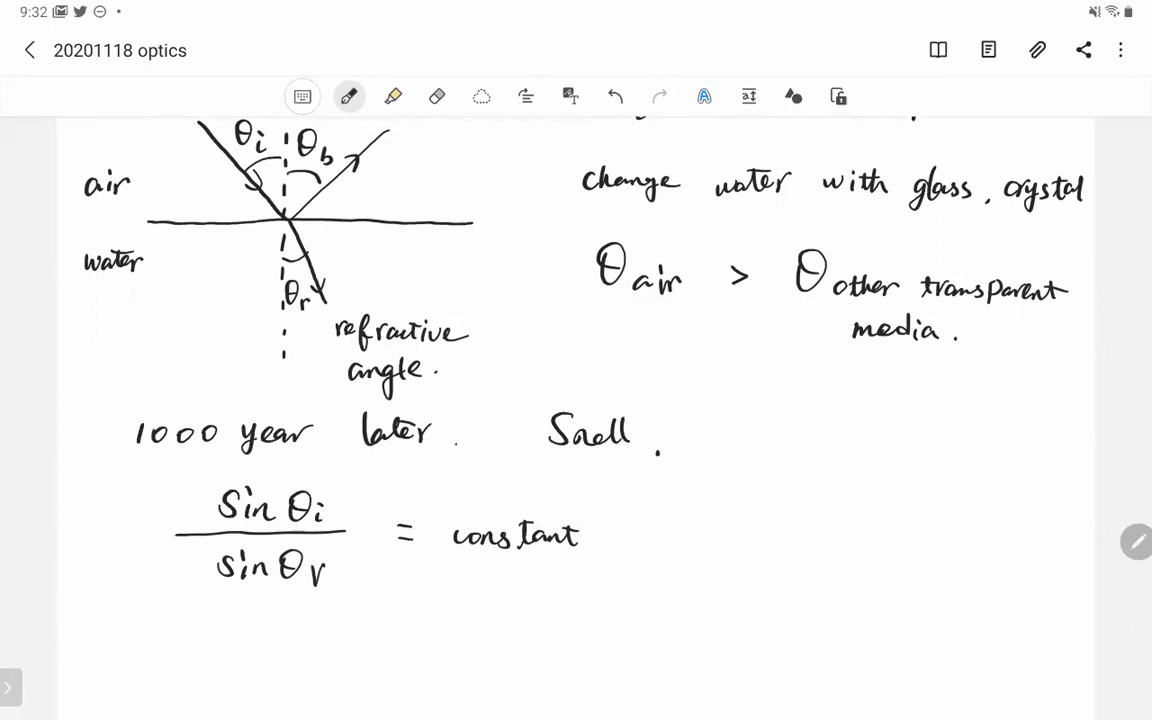 9:32
20201118 optics
θi θb
air
water
θr
refractive
angle.
change water with glass, crystal
θair > θother transparent
media.
1000 year later. Snell.
sin θi
= constant
sin θr